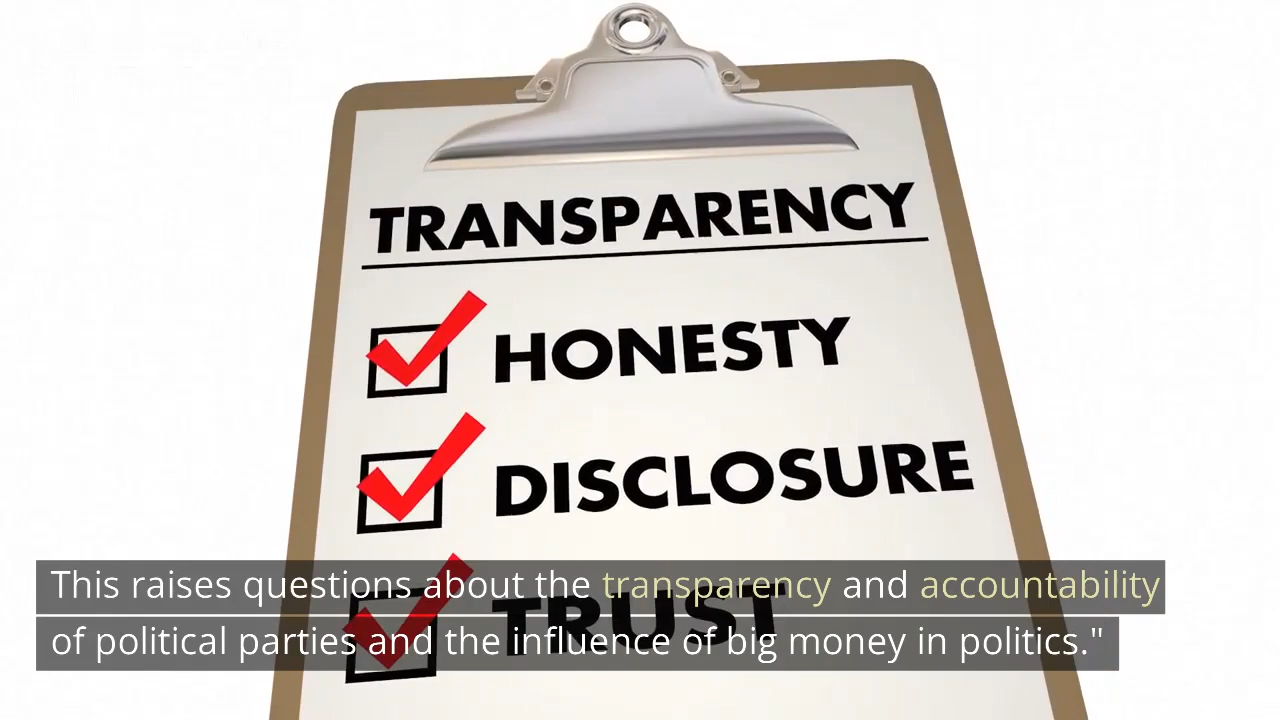 TRANSPARENCY
HONESTY
DISCLOSURE
TRUST
This raises questions about the transparency and accountability
of political parties and the influence of big money in politics."